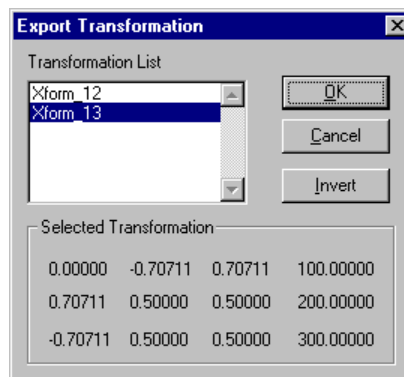 Export Transformation
Transformation List
Xform_12
Xform_13
OK
Cancel
Invert
Selected Transformation
0.00000 -0.70711 0.70711 100.00000
0.70711 0.50000 0.50000 200.00000
-0.70711 0.50000 0.50000 300.00000